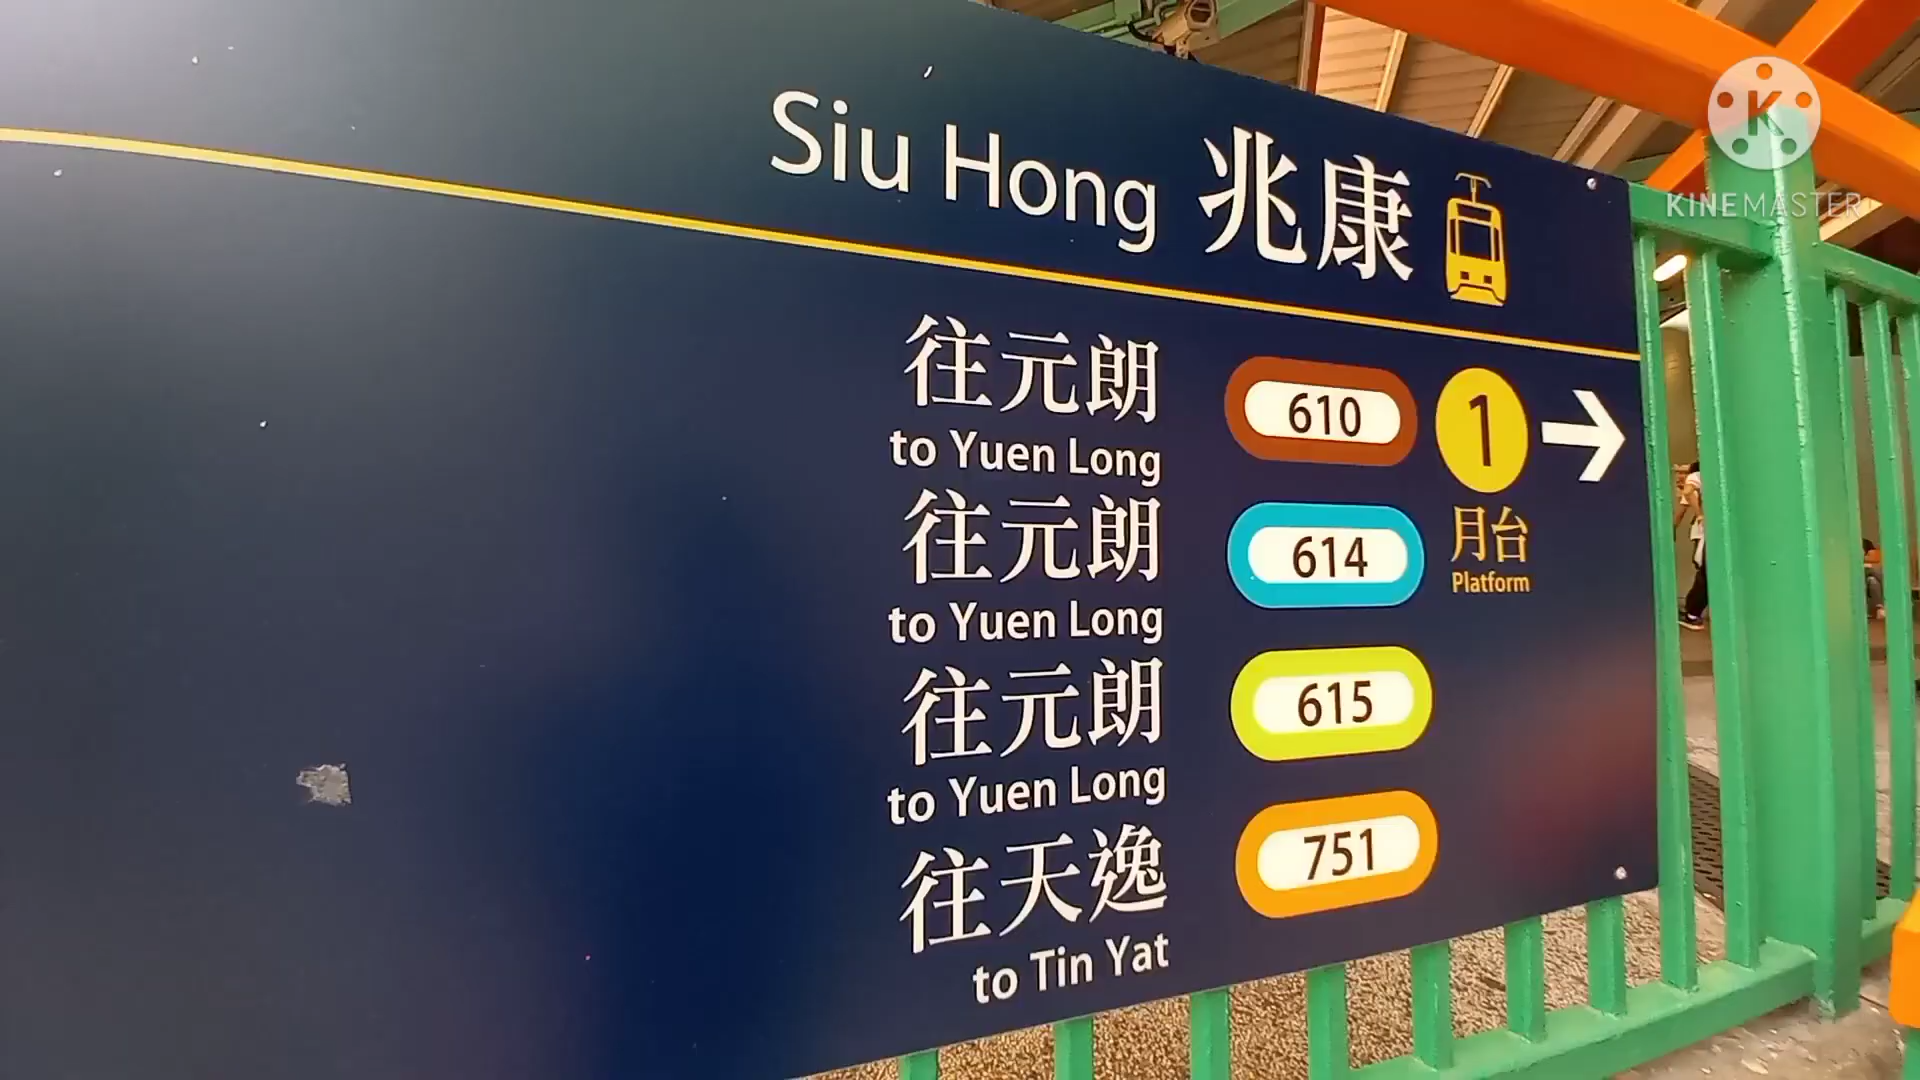 Siu Hong 兆康
往元朗
to Yuen Long
610
1
往元朗
to Yuen Long
614
月台
Platform
往元朗
to Yuen Long
615
往天逸
to Tin Yat
751
K
KINEMASTER